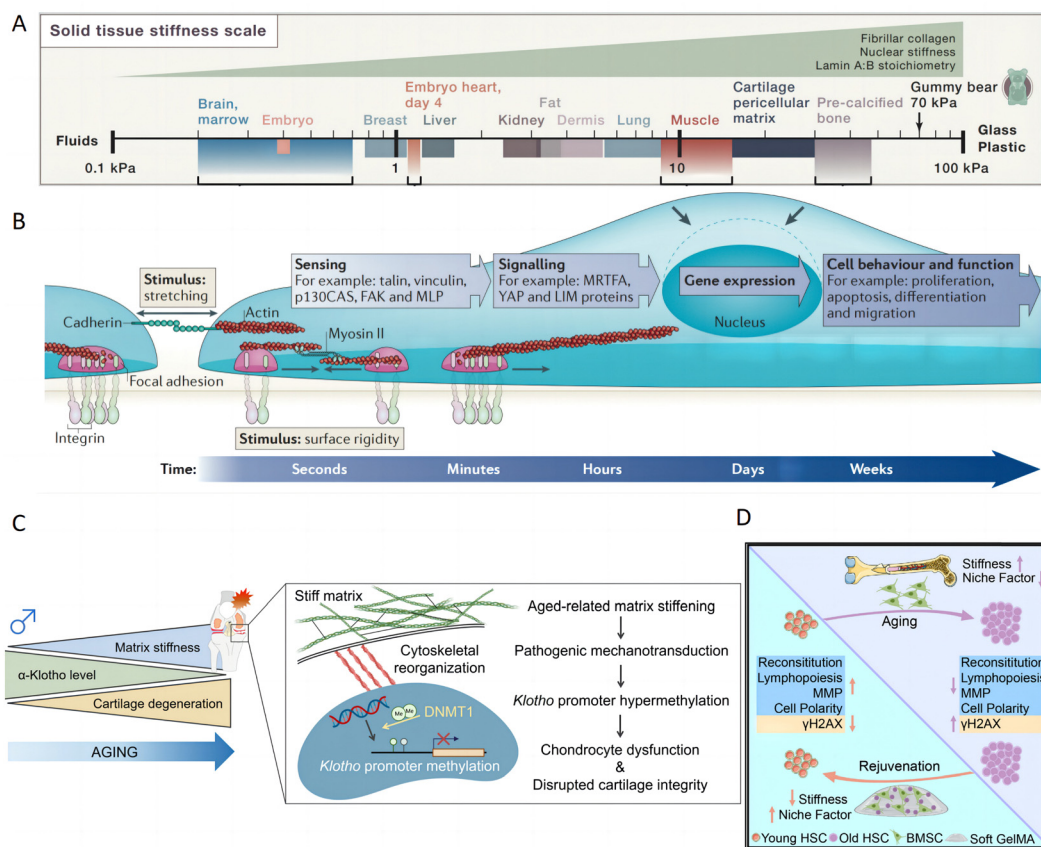 A
Solid tissue stiffness scale
Fibrillar collagen
Nuclear stiffness
Lamin A:B stoichiometry
Brain,
marrow
Embryo
Breast
Embryo heart,
day 4
Liver
Kidney
Fat
Dermis
Lung
Muscle
Cartilage
pericellular
matrix
Pre-calcified
bone
Gummy bear
70 kPa
Fluids
Glass
Plastic
0.1 kPa
1
10
100 kPa
B
Stimulus:
stretching
Sensing
For example: talin, vinculin,
p130CAS, FAK and MLP
Signalling
For example: MRTFA,
YAP and LIM proteins
Gene expression
Nucleus
Cell behaviour and function
For example: proliferation,
apoptosis, differentiation
and migration
Cadherin
Actin
Myosin II
Focal adhesion
Integrin
Stimulus: surface rigidity
Time:
Seconds
Minutes
Hours
Days
Weeks
C
♂
Matrix stiffness
α-Klotho level
Cartilage degeneration
AGING
Stiff matrix
Cytoskeletal
reorganization
Me
Me
DNMT1
Klotho promoter methylation
Aged-related matrix stiffening
Pathogenic mechanotransduction
Klotho promoter hypermethylation
Chondrocyte dysfunction
&
Disrupted cartilage integrity
D
Stiffness ↑
Niche Factor ↓
Aging
Reconsititution
Lymphopoiesis
MMP
Cell Polarity
↑
γH2AX ↓
Reconsititution
Lymphopoiesis
MMP
Cell Polarity
↓
↑ γH2AX
Rejuvenation
↓ Stiffness
↑ Niche Factor
Young HSC
Old HSC
BMSC
Soft GelMA